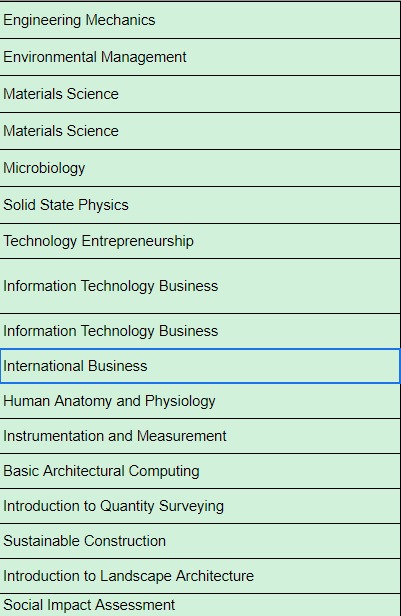 Engineering Mechanics
Environmental Management
Materials Science
Materials Science
Microbiology
Solid State Physics
Technology Entrepreneurship
Information Technology Business
Information Technology Business
International Business
Human Anatomy and Physiology
Instrumentation and Measurement
Basic Architectural Computing
Introduction to Quantity Surveying
Sustainable Construction
Introduction to Landscape Architecture
Social Impact Assessment